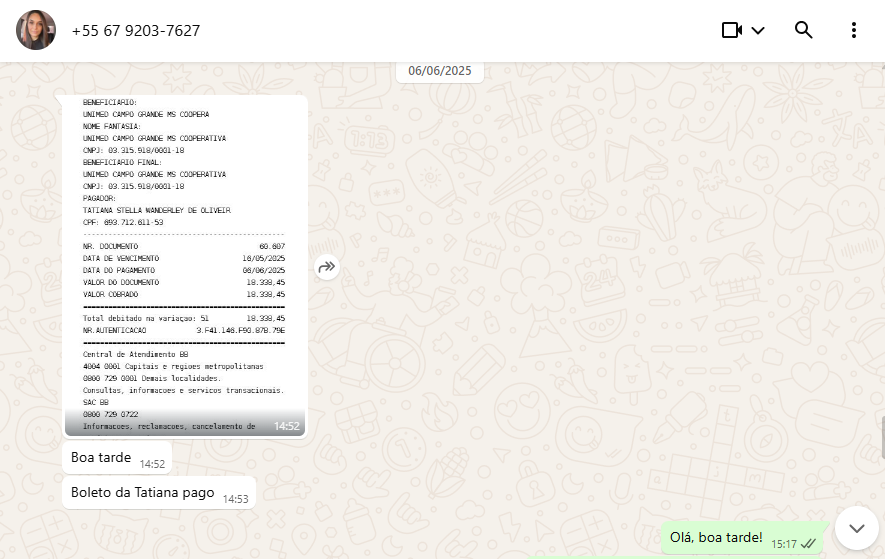 +55 67 9203-7627
06/06/2025
BENEFICIARIO:
UNIMED CAMPO GRANDE MS COOPERA
NOME FANTASIA:
UNIMED CAMPO GRANDE MS COOPERATIVA
CNPJ: 03.315.918/0001-18
BENEFICIARIO FINAL:
UNIMED CAMPO GRANDE MS COOPERATIVA
CNPJ: 03.315.918/0001-18
PAGADOR:
TATIANA STELLA WANDERLEY DE OLIVEIR
CPF: 693.712.611-53
NR. DOCUMENTO 60.607
DATA DE VENCIMENTO 16/05/2025
DATA DO PAGAMENTO 06/06/2025
VALOR DO DOCUMENTO 18.338,45
VALOR COBRADO 18.338,45
Total debitado na variaçao: 51 18.338,45
NR.AUTENTICACAO 3.F41.146.F90.87B.79E
Central de Atendimento BB
4004 0001 Capitais e regioes metropolitanas
0800 729 0001 Demais localidades.
Consultas, informacoes e servicos transacionais.
SAC BB
0800 729 0722
Informacoes, reclamacoes, cancelamento de
14:52
Boa tarde 14:52
Boleto da Tatiana pago 14:53
Olá, boa tarde! 15:17